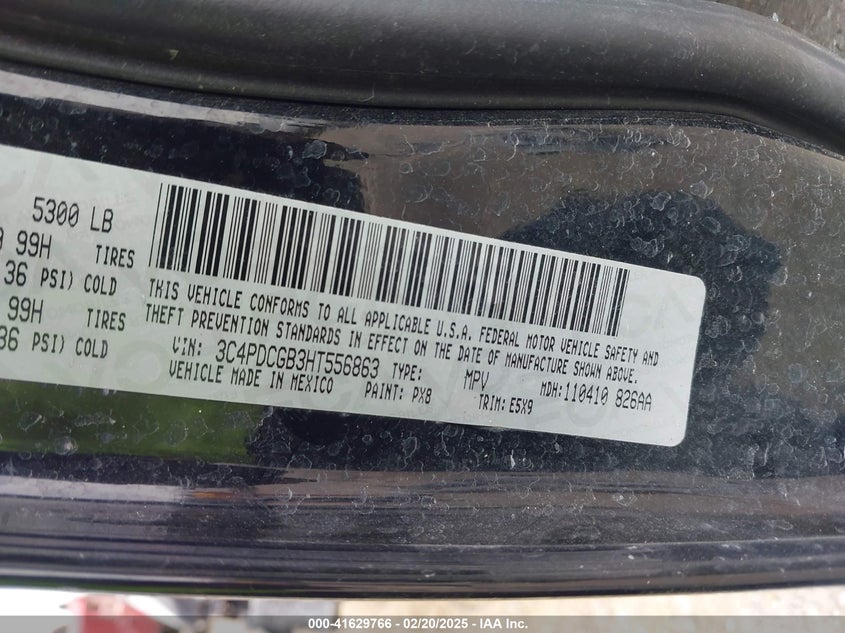 5300 LB
99H TIRES
36 PSI) COLD
99H TIRES
36 PSI) COLD
THIS VEHICLE CONFORMS TO ALL APPLICABLE U.S.A. FEDERAL MOTOR VEHICLE SAFETY AND
THEFT PREVENTION STANDARDS IN EFFECT ON THE DATE OF MANUFACTURE SHOWN ABOVE.
VIN: 3C4PDCGB3HT556863 TYPE: MPV MDH:110410 826AA
VEHICLE MADE IN MEXICO PAINT: PX8 TRIM: E5X9
000-41629766 - 02/20/2025 - IAA Inc.